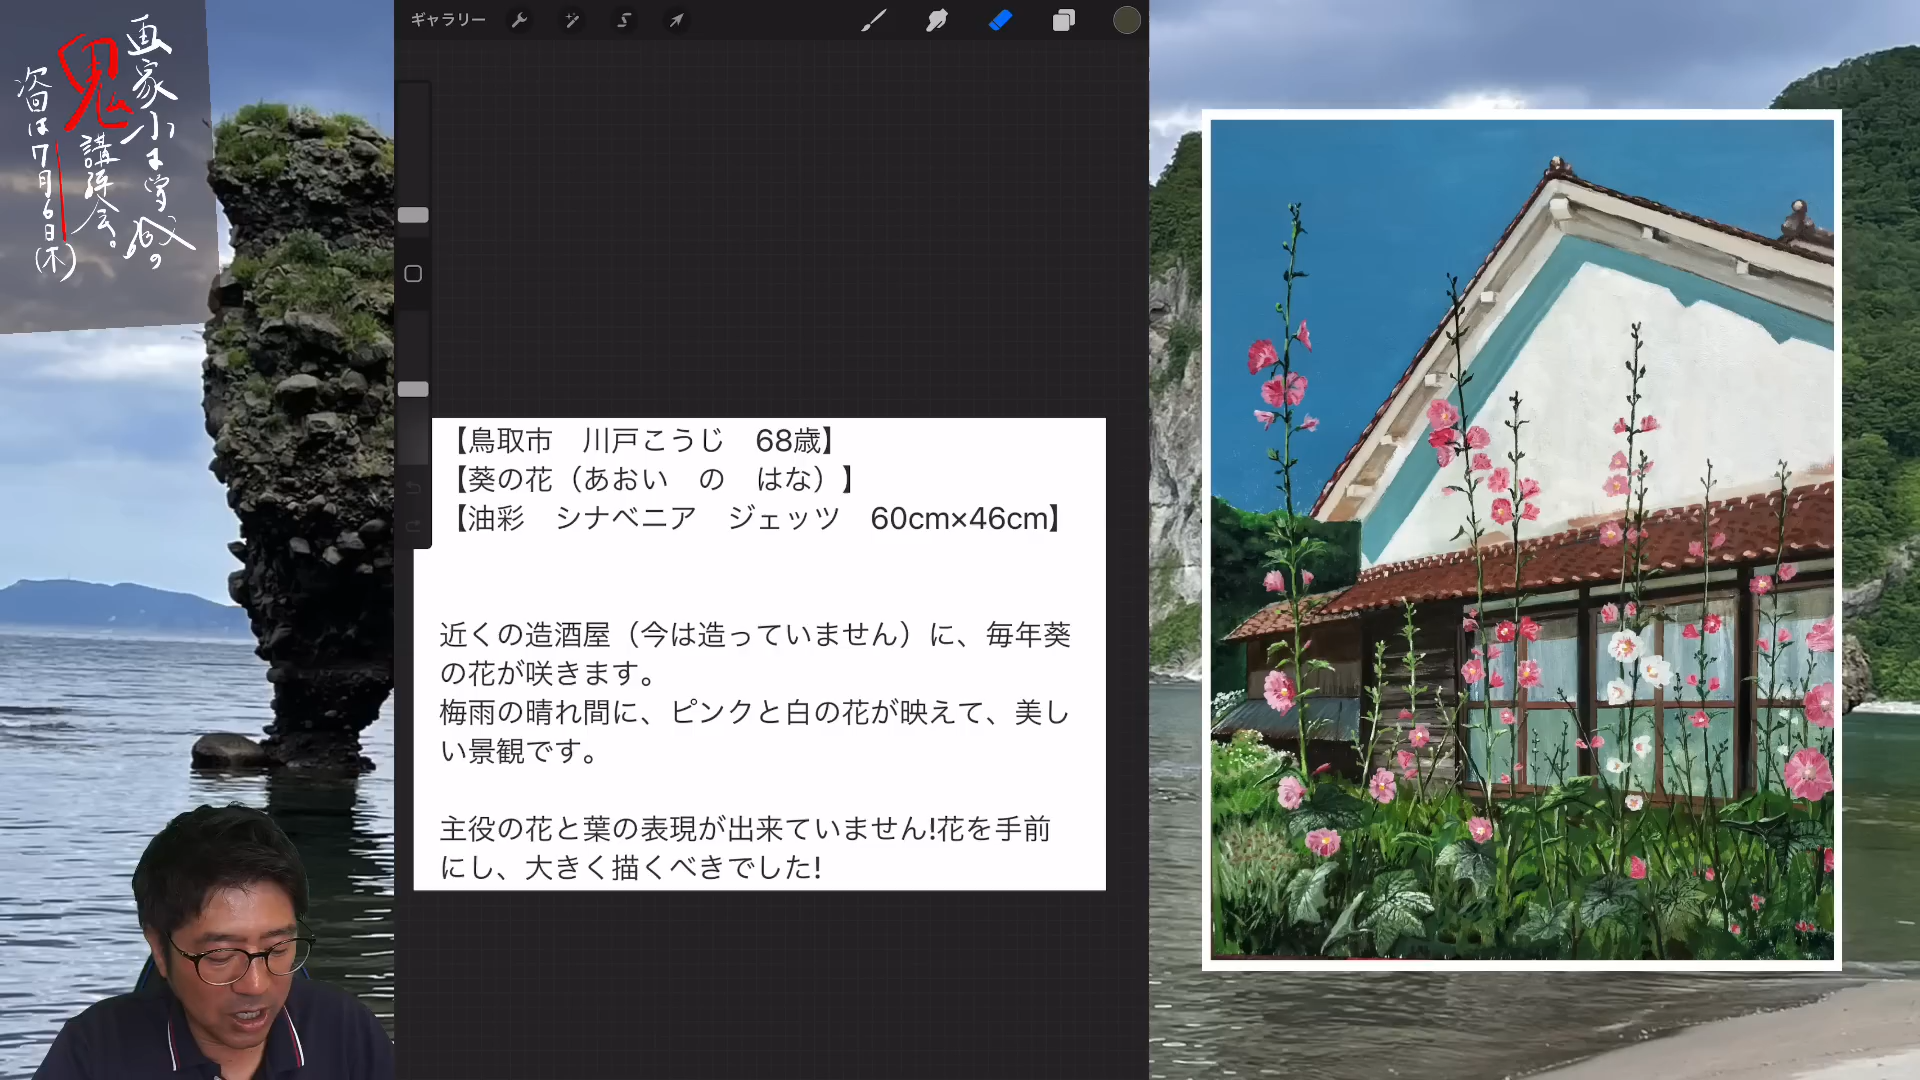 画家小木曽誠の
鬼講評会。
次回は7月6日(木)
ギャラリー
【鳥取市　川戸こうじ　68歳】
【葵の花（あおい　の　はな）】
【油彩　シナベニア　ジェッツ　60cm×46cm】
近くの造酒屋（今は造っていません）に、毎年葵
の花が咲きます。
梅雨の晴れ間に、ピンクと白の花が映えて、美し
い景観です。
主役の花と葉の表現が出来ていません!花を手前
にし、大きく描くべきでした!